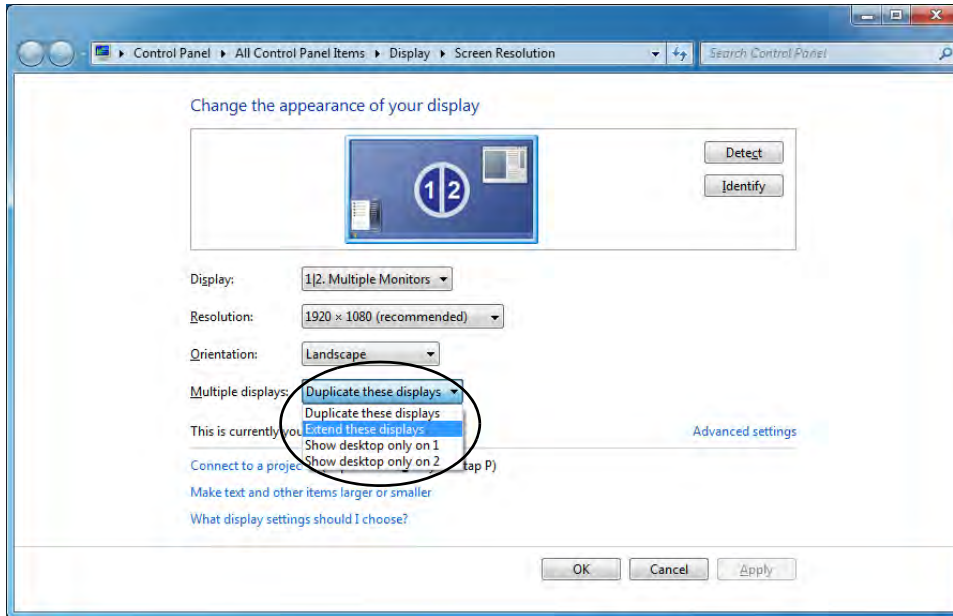 Control Panel All Control Panel Items Display Screen Resolution Search Control Panel
Change the appearance of your display
1 2
Detect
Identify
Display: 1|2. Multiple Monitors
Resolution: 1920 × 1080 (recommended)
Orientation: Landscape
Multiple displays: Duplicate these displays
Duplicate these displays
Extend these displays
Show desktop only on 1
Show desktop only on 2
This is currently Advanced settings
Connect to a tap P)
Make text and other items larger or smaller
What display settings should I choose?
OK Cancel Apply